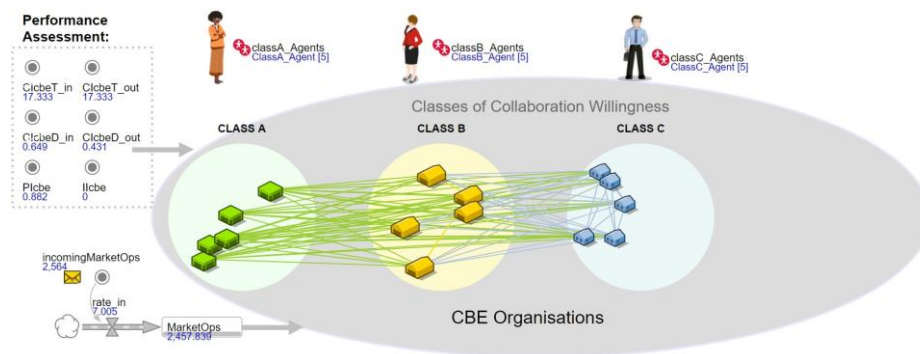 Performance
Assessment:
CIcbeT_in
17.333
CIcbeT_out
17.333
CIcbeD_in
0.649
CIcbeD_out
0.431
PIcbe
0.882
IIcbe
0
classA_Agents
ClassA_Agent [5]
classB_Agents
ClassB_Agent [5]
classC_Agents
ClassC_Agent [5]
Classes of Collaboration Willingness
CLASS A
CLASS B
CLASS C
incomingMarketOps
2,564
rate_in
7.005
MarketOps
2,457.839
CBE Organisations